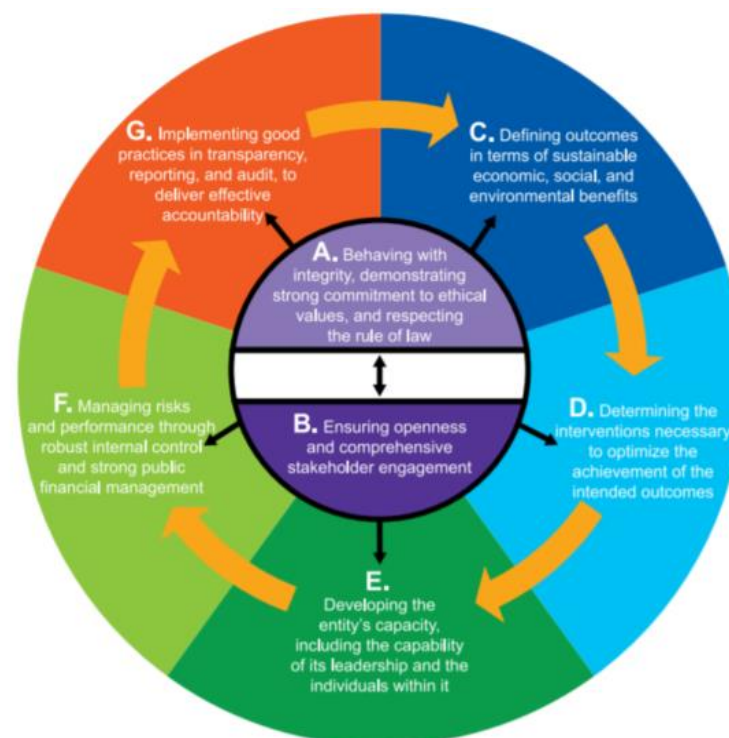 A. Behaving with
integrity, demonstrating
strong commitment to ethical
values, and respecting
the rule of law
B. Ensuring openness
and comprehensive
stakeholder engagement
C. Defining outcomes
in terms of sustainable
economic, social, and
environmental benefits
D. Determining the
interventions necessary
to optimize the
achievement of the
intended outcomes
E.
Developing the
entity's capacity,
including the capability
of its leadership and the
individuals within it
F. Managing risks
and performance through
robust internal control
and strong public
financial management
G. Implementing good
practices in transparency,
reporting, and audit, to
deliver effective
accountability